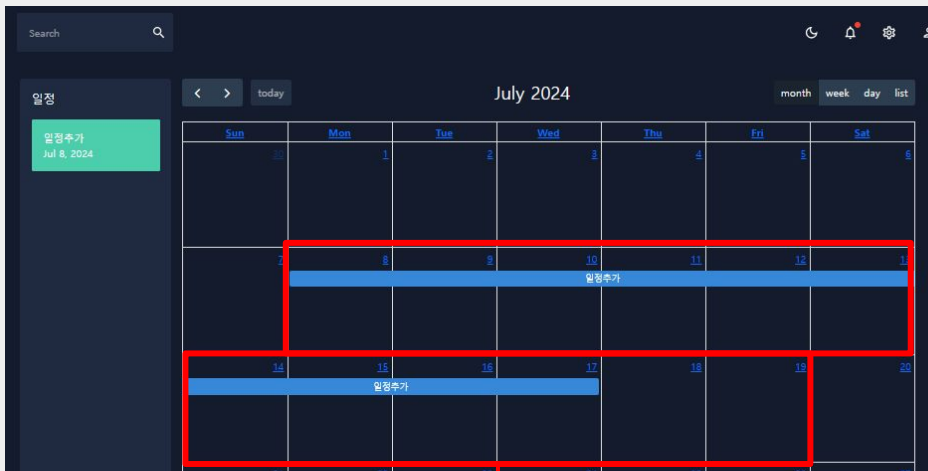 Search
일정
일정추가
Jul 8, 2024
today
July 2024
month week day list
Sun Mon Tue Wed Thu Fri Sat
30 1 2 3 4 5 6
7 8 9 10 11 12 13
일정추가
14 15 16 17 18 19 20
일정추가